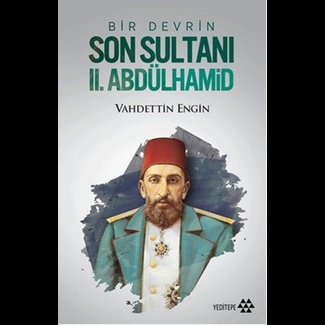 BİR DEVRİN
SON SULTANI
II. ABDÜLHAMİD
VAHDETTİN ENGİN
YEDİTEPE